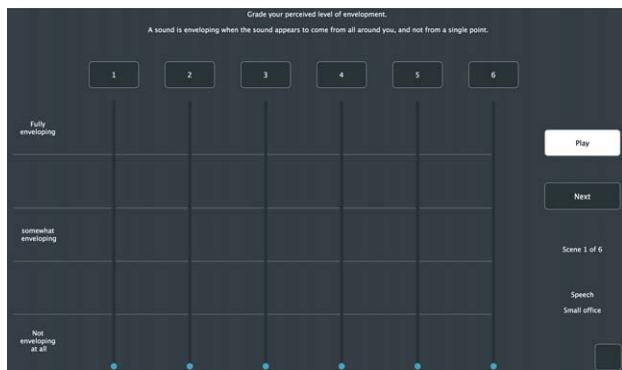 Grade your perceived level of envelopment.
A sound is enveloping when the sound appears to come from all around you, and not from a single point.
1 2 3 4 5 6
Fully
enveloping
Play
Next
somewhat
enveloping
Scene 1 of 6
Speech
Small office
Not
enveloping
at all